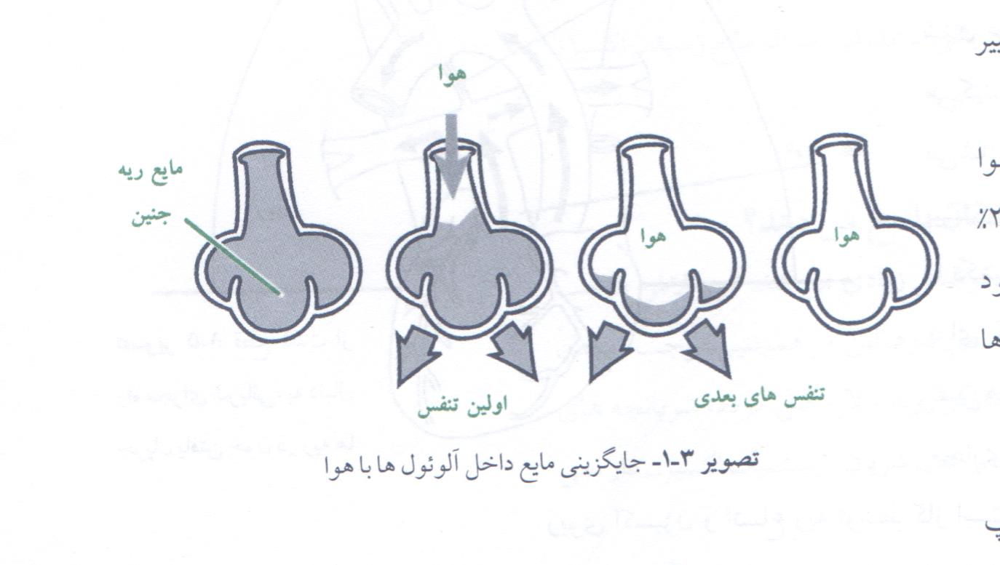 هوا
مایع ریه
جنین
هوا
هوا
اولین تنفس
تنفس های بعدی
تصویر ۳-۱- جایگزینی مایع داخل آلوئول ها با هوا